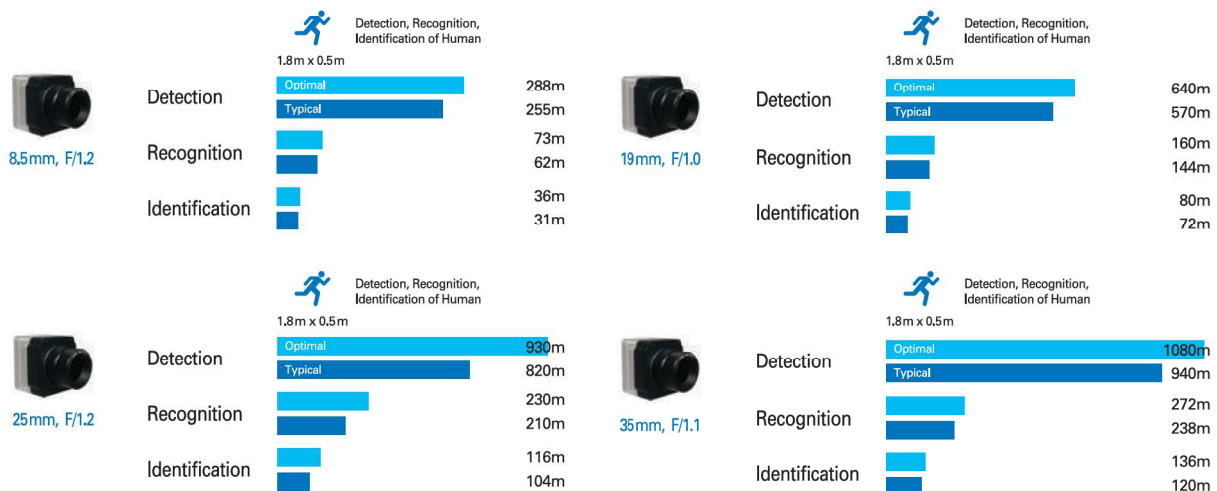 Detection, Recognition,
Identification of Human
1.8m x 0.5m
8.5mm, F/1.2
Detection
Optimal
288m
Typical
255m
Recognition
73m
62m
Identification
36m
31m
Detection, Recognition,
Identification of Human
1.8m x 0.5m
19mm, F/1.0
Detection
Optimal
640m
Typical
570m
Recognition
160m
144m
Identification
80m
72m
Detection, Recognition,
Identification of Human
1.8m x 0.5m
25mm, F/1.2
Detection
Optimal
930m
Typical
820m
Recognition
230m
210m
Identification
116m
104m
Detection, Recognition,
Identification of Human
1.8m x 0.5m
35mm, F/1.1
Detection
Optimal
1080m
Typical
940m
Recognition
272m
238m
Identification
136m
120m